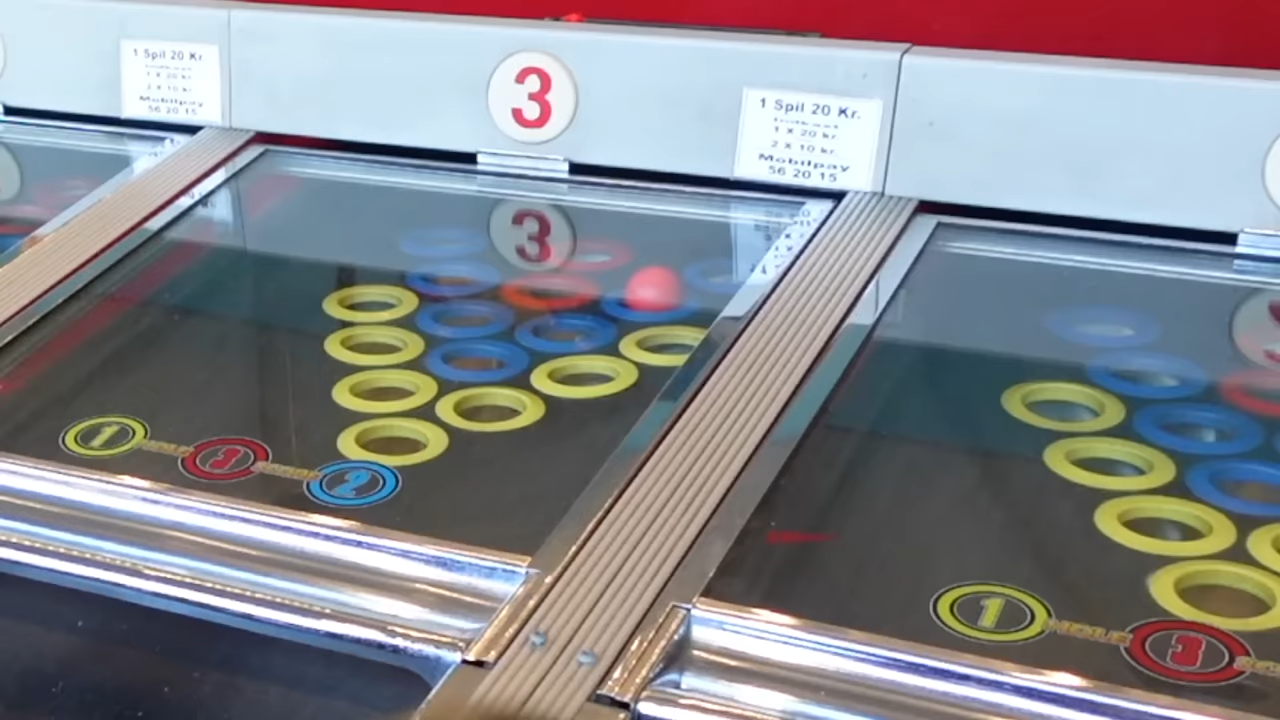 1 Spil 20 Kr.
1 X 20 kr
2 X 10 kr
Mobilpay
56 20 15
3
1 Spil 20 Kr.
1 X 20 kr
2 X 10 kr
Mobilpay
56 20 15
3
1
3
2
1
3